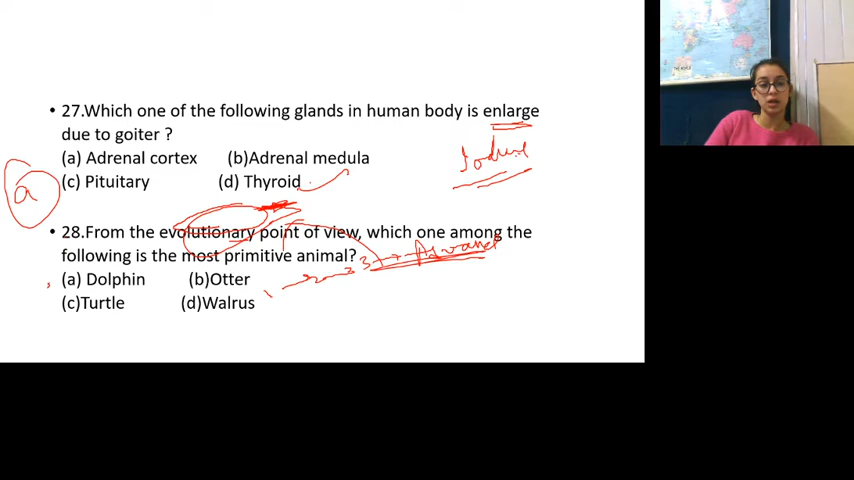 • 27.Which one of the following glands in human body is enlarge
due to goiter ?
(a) Adrenal cortex (b)Adrenal medula
Iodine
(c) Pituitary (d) Thyroid
a
• 28.From the evolutionary point of view, which one among the
following is the most primitive animal?
(a) Dolphin (b)Otter
(c)Turtle (d)Walrus